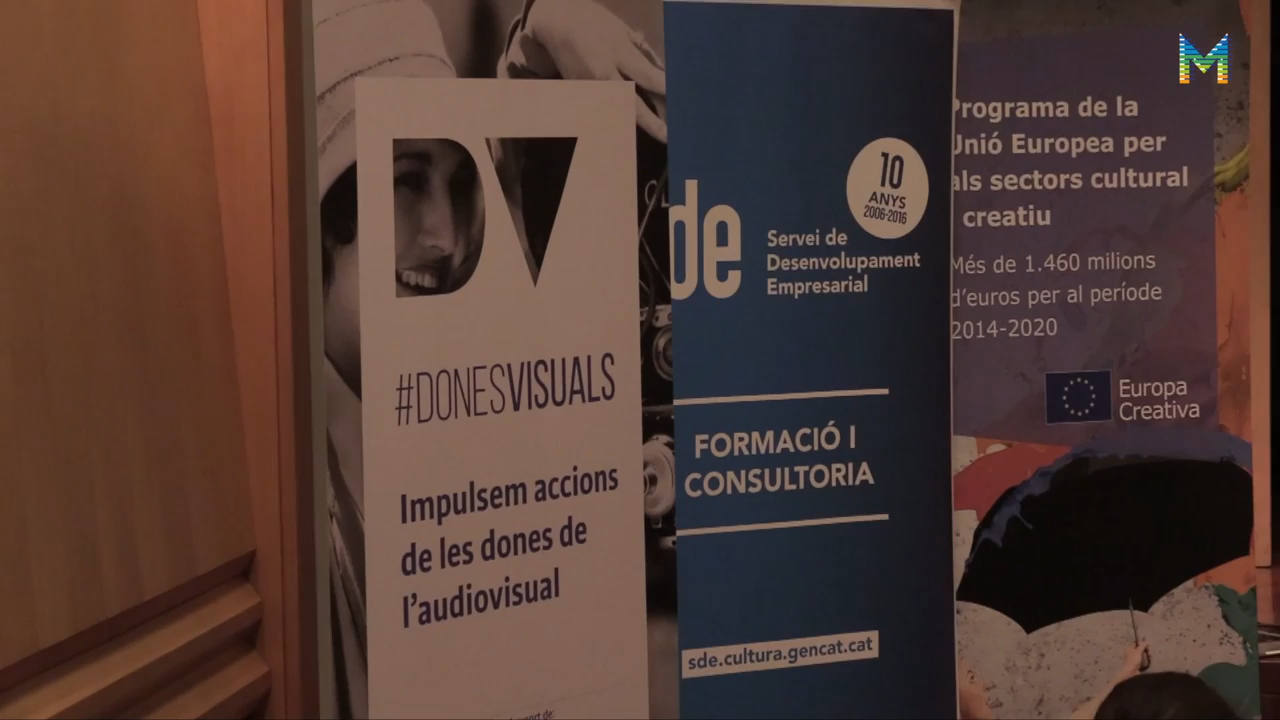 DV
#DONESVISUALS
Impulsem accions
de les dones de
l'audiovisual
de
Servei de
Desenvolupament
Empresarial
10
ANYS
2006-2016
FORMACIÓ I
CONSULTORIA
sde.cultura.gencat.cat
Programa de la
Unió Europea per
als sectors cultural
creatiu
Més de 1.460 milions
d'euros per al període
2014-2020
Europa
Creativa
M